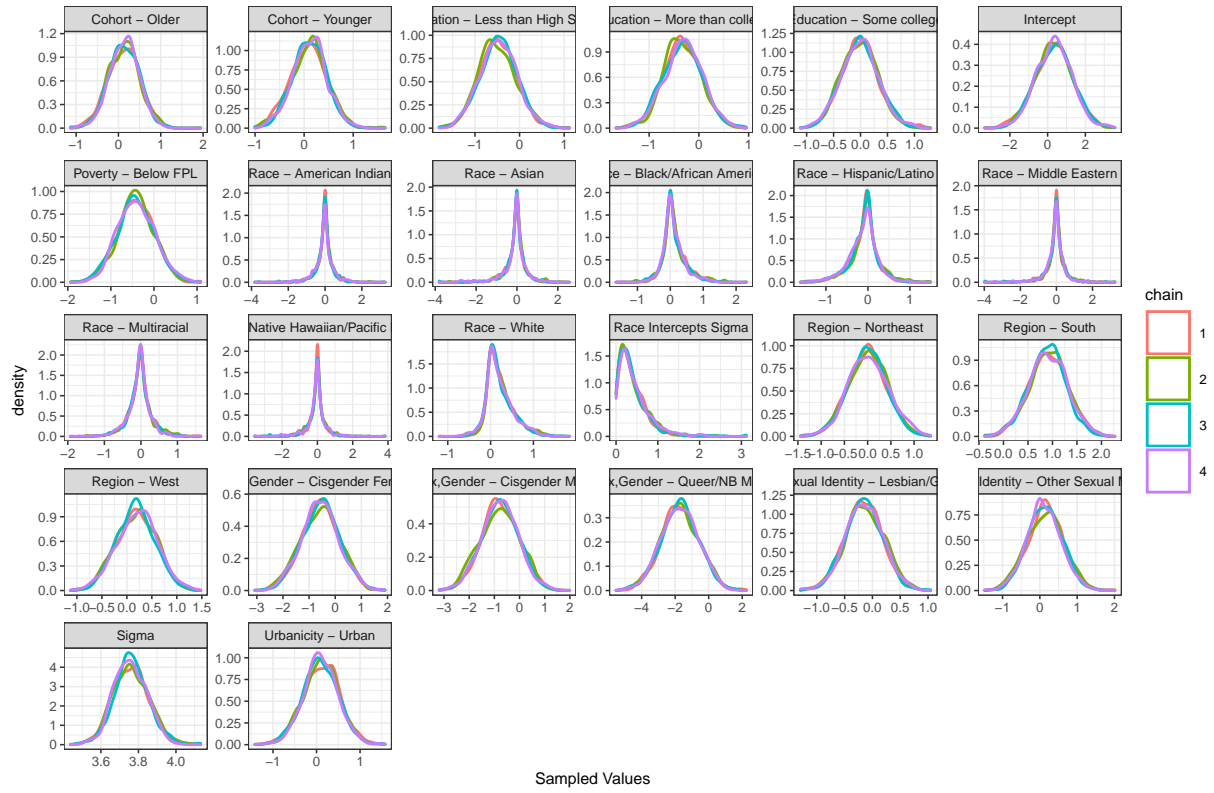 Cohort − Older
Cohort − Younger
ation − Less than High S
ucation − More than colle
Education − Some colleg
Intercept
1.2
0.9
0.6
0.3
0.0
−1 0 1 2
1.00
0.75
0.50
0.25
0.00
−1 0 1
1.00
0.75
0.50
0.25
0.00
−1 0 1
0.9
0.6
0.3
0.0
−1 0 1
1.25
1.00
0.75
0.50
0.25
0.00
−1.0 −0.5 0.0 0.5 1.0
0.4
0.3
0.2
0.1
0.0
−2 0 2
Poverty − Below FPL
Race − American Indian
Race − Asian
ce − Black/African Ameri
Race − Hispanic/Latino
Race − Middle Eastern
1.00
0.75
0.50
0.25
0.00
−2 −1 0 1
2.0
1.5
1.0
0.5
0.0
−4 −2 0 2
2.0
1.5
1.0
0.5
0.0
−4 −2 0 2
2.0
1.5
1.0
0.5
0.0
−1 0 1 2
2.0
1.5
1.0
0.5
0.0
−1 0 1
2.0
1.5
1.0
0.5
0.0
−4 −2 0 2
Race − Multiracial
Native Hawaiian/Pacific
Race − White
Race Intercepts Sigma
Region − Northeast
Region − South
2.0
1.5
1.0
0.5
0.0
−2 −1 0 1
2.0
1.5
1.0
0.5
0.0
−2 0 2 4
1.5
1.0
0.5
0.0
−1 0 1 2
1.5
1.0
0.5
0.0
0 1 2 3
1.00
0.75
0.50
0.25
0.00
−1.5 −1.0 −0.5 0.0 0.5 1.0
0.9
0.6
0.3
0.0
−0.5 0.0 0.5 1.0 1.5 2.0
Region − West
Gender − Cisgender Fer
x,Gender − Cisgender M
x,Gender − Queer/NB M
xual Identity − Lesbian/G
Identity − Other Sexual M
0.9
0.6
0.3
0.0
−1.0 −0.5 0.0 0.5 1.0 1.5
0.6
0.4
0.2
0.0
−3 −2 −1 0 1 2
0.4
0.2
0.0
−3 −2 −1 0 1 2
0.3
0.2
0.1
0.0
−4 −2 0 2
1.25
1.00
0.75
0.50
0.25
0.00
−1.0 −0.5 0.0 0.5 1.0
0.75
0.50
0.25
0.00
−1 0 1 2
Sigma
Urbanicity − Urban
4
3
2
1
0
3.6 3.8 4.0
1.00
0.75
0.50
0.25
0.00
−1 0 1
density
Sampled Values
chain
1
2
3
4